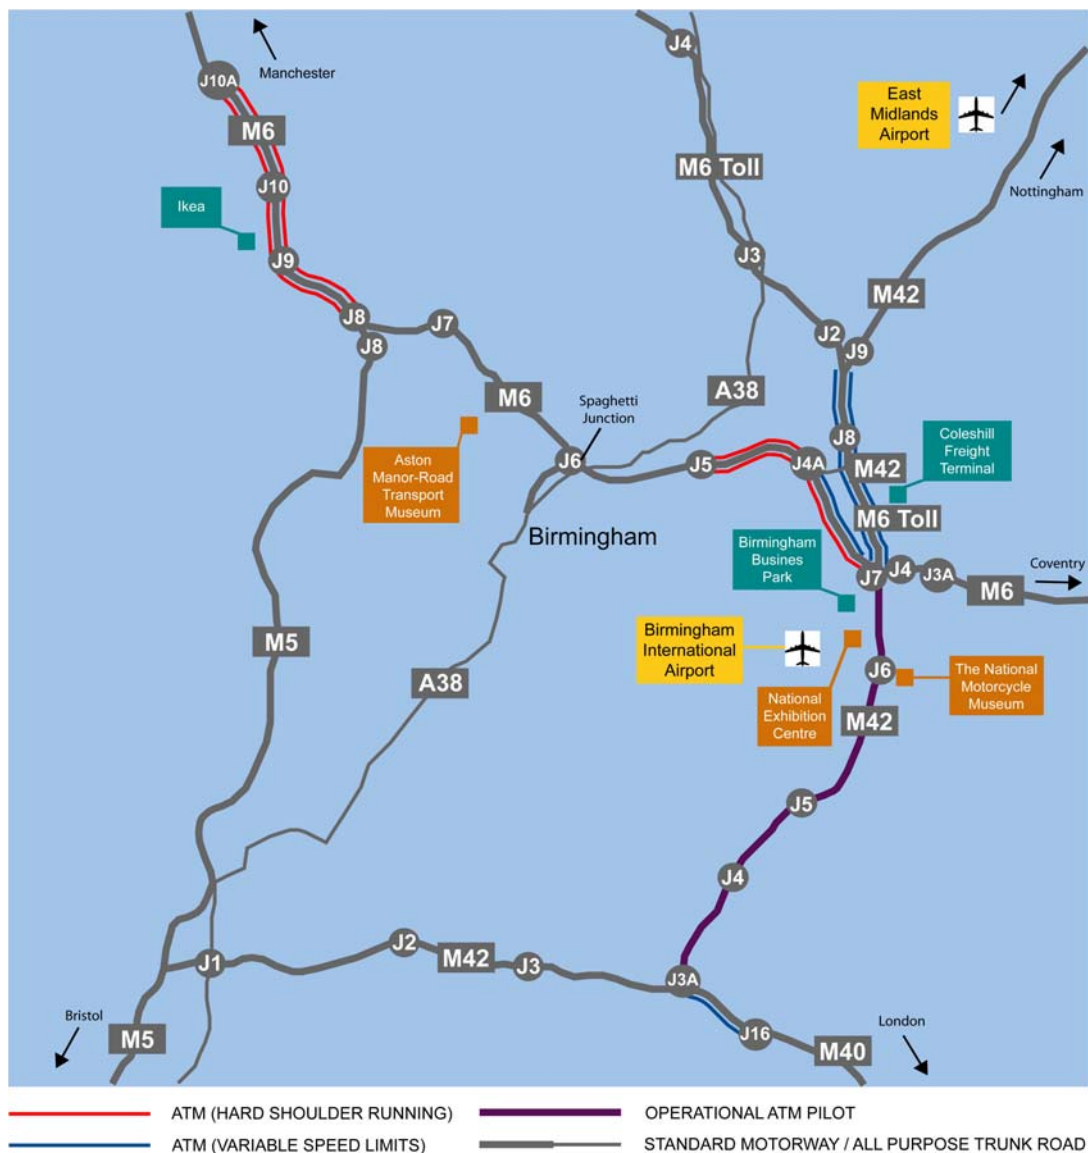 J10A
Manchester
M6
J10
Ikea
J9
J8
J8
J7
M6
Spaghetti
Junction
J6
Aston
Manor-Road
Transport
Museum
Birmingham
J4
M6 Toll
J3
A38
J2
J9
M42
East
Midlands
Airport
Nottingham
J5
J4A
J8
M42
Coleshill
Freight
Terminal
M6 Toll
Birmingham
Busines
Park
J7
J4
J3A
M6
Coventry
M5
A38
Birmingham
International
Airport
National
Exhibition
Centre
J6
The National
Motorcycle
Museum
M42
J5
J4
J1
J2
M42
J3
J3A
J16
M40
London
Bristol
M5
ATM (HARD SHOULDER RUNNING)
OPERATIONAL ATM PILOT
ATM (VARIABLE SPEED LIMITS)
STANDARD MOTORWAY / ALL PURPOSE TRUNK ROAD